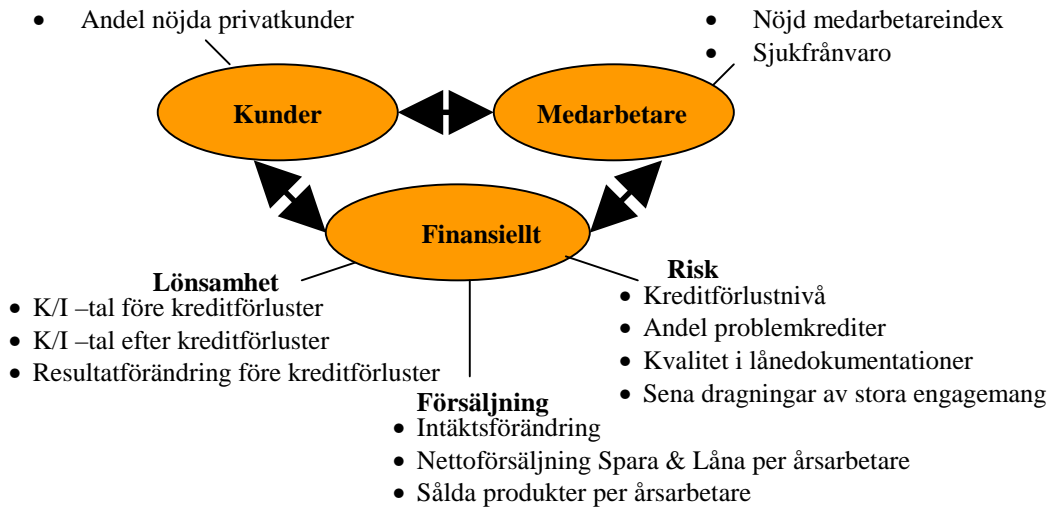 • Andel nöjda privatkunder
• Nöjd medarbetareindex
• Sjukfrånvaro
Kunder
Medarbetare
Finansiellt
Lönsamhet
• K/I –tal före kreditförluster
• K/I –tal efter kreditförluster
• Resultatförändring före kreditförluster
Försäljning
• Intäktsförändring
• Nettoförsäljning Spara & Låna per årsarbetare
• Sålda produkter per årsarbetare
Risk
• Kreditförlustnivå
• Andel problemkrediter
• Kvalitet i lånedokumentationer
• Sena dragningar av stora engagemang